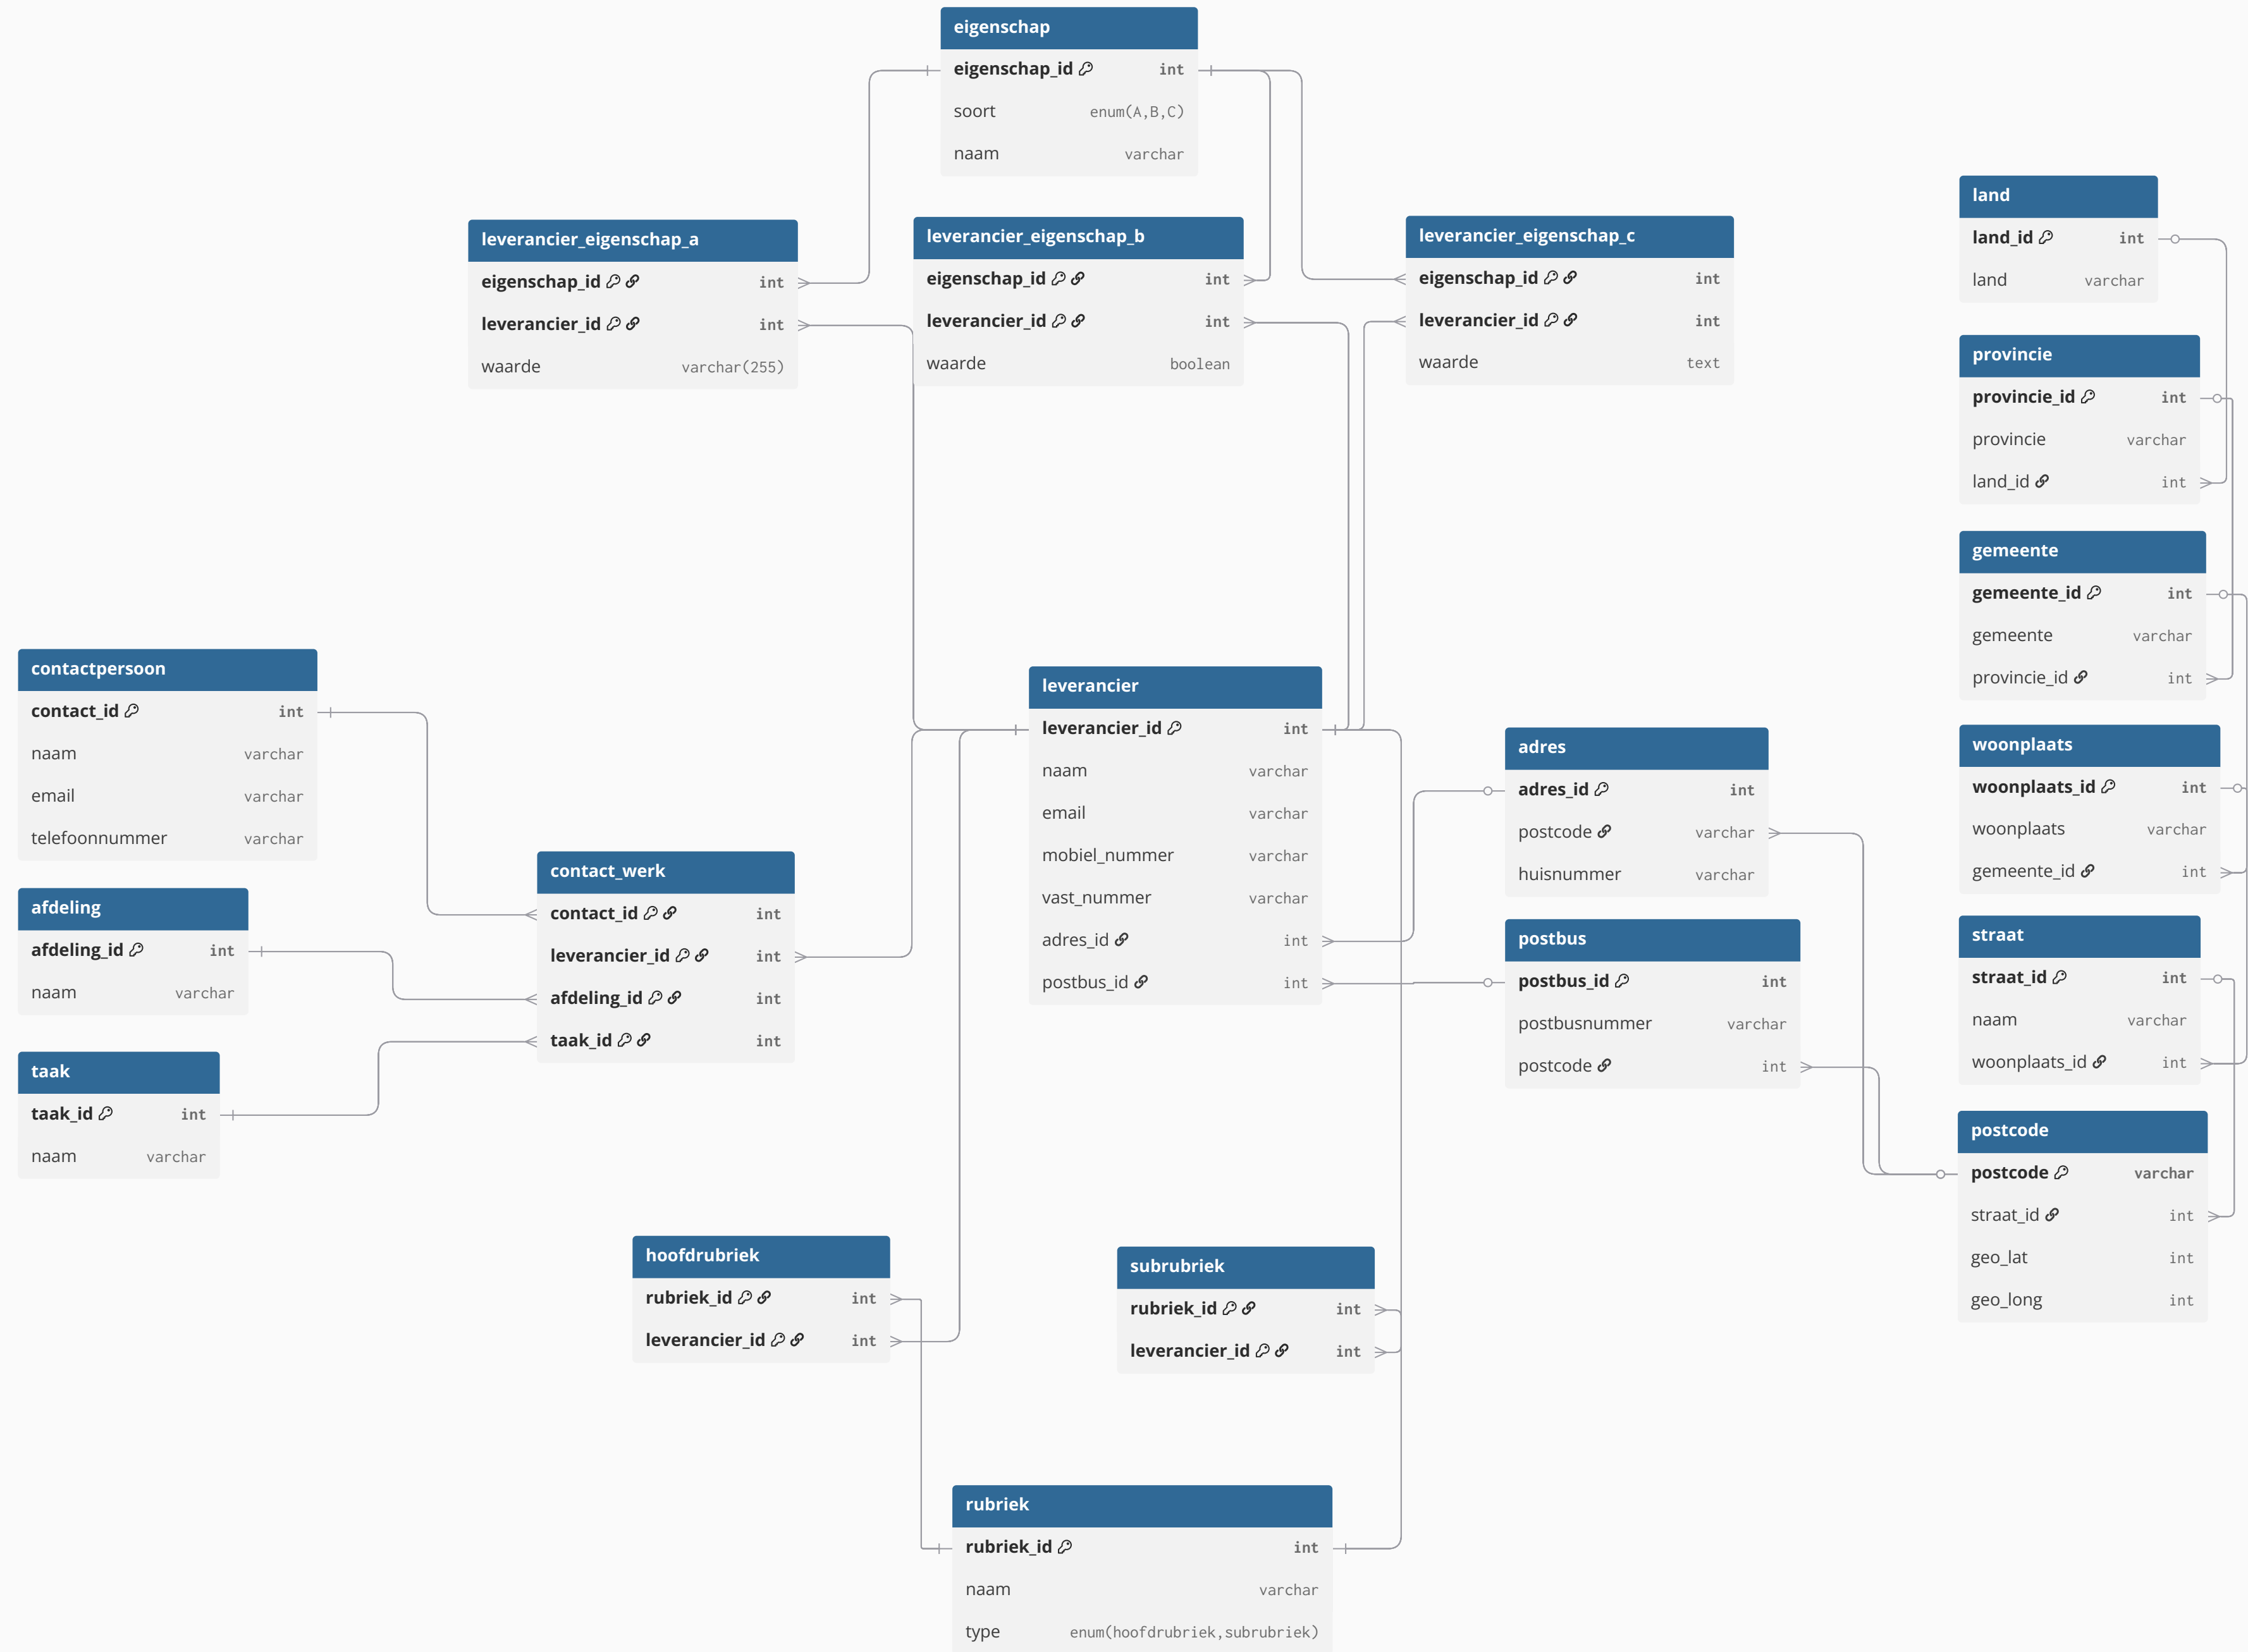 eigenschap
eigenschap_id int
soort enum(A,B,C)
naam varchar
leverancier_eigenschap_a
eigenschap_id int
leverancier_id int
waarde varchar(255)
leverancier_eigenschap_b
eigenschap_id int
leverancier_id int
waarde boolean
leverancier_eigenschap_c
eigenschap_id int
leverancier_id int
waarde text
land
land_id int
land varchar
provincie
provincie_id int
provincie varchar
land_id int
gemeente
gemeente_id int
gemeente varchar
provincie_id int
contactpersoon
contact_id int
naam varchar
email varchar
telefoonnummer varchar
leverancier
leverancier_id int
naam varchar
email varchar
mobiel_nummer varchar
vast_nummer varchar
adres_id int
postbus_id int
adres
adres_id int
postcode varchar
huisnummer varchar
woonplaats
woonplaats_id int
woonplaats varchar
gemeente_id int
contact_werk
contact_id int
leverancier_id int
afdeling_id int
taak_id int
afdeling
afdeling_id int
naam varchar
postbus
postbus_id int
postbusnummer varchar
postcode int
straat
straat_id int
naam varchar
woonplaats_id int
taak
taak_id int
naam varchar
postcode
postcode varchar
straat_id int
geo_lat int
geo_long int
hoofdrubriek
rubriek_id int
leverancier_id int
subrubriek
rubriek_id int
leverancier_id int
rubriek
rubriek_id int
naam varchar
type enum(hoofdrubriek,subrubriek)